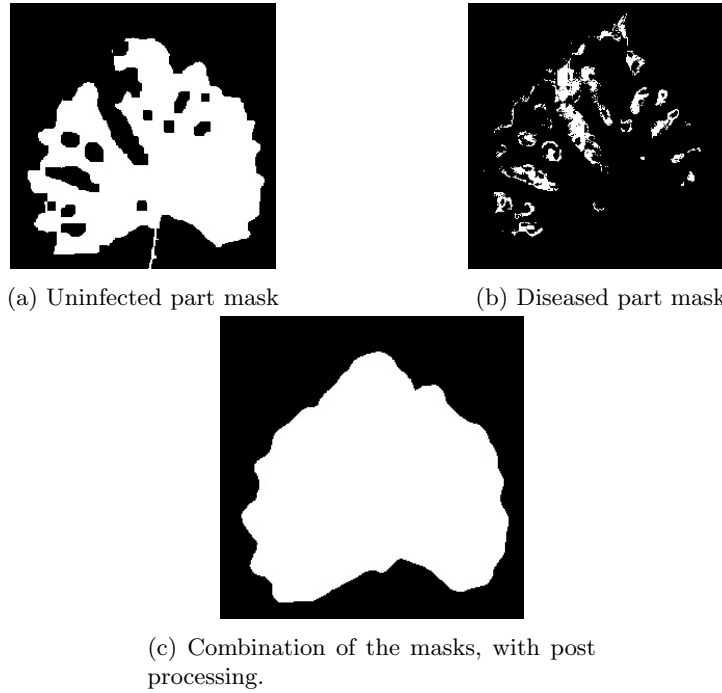 (a) Uninfected part mask
(b) Diseased part mask
(c) Combination of the masks, with post
processing.